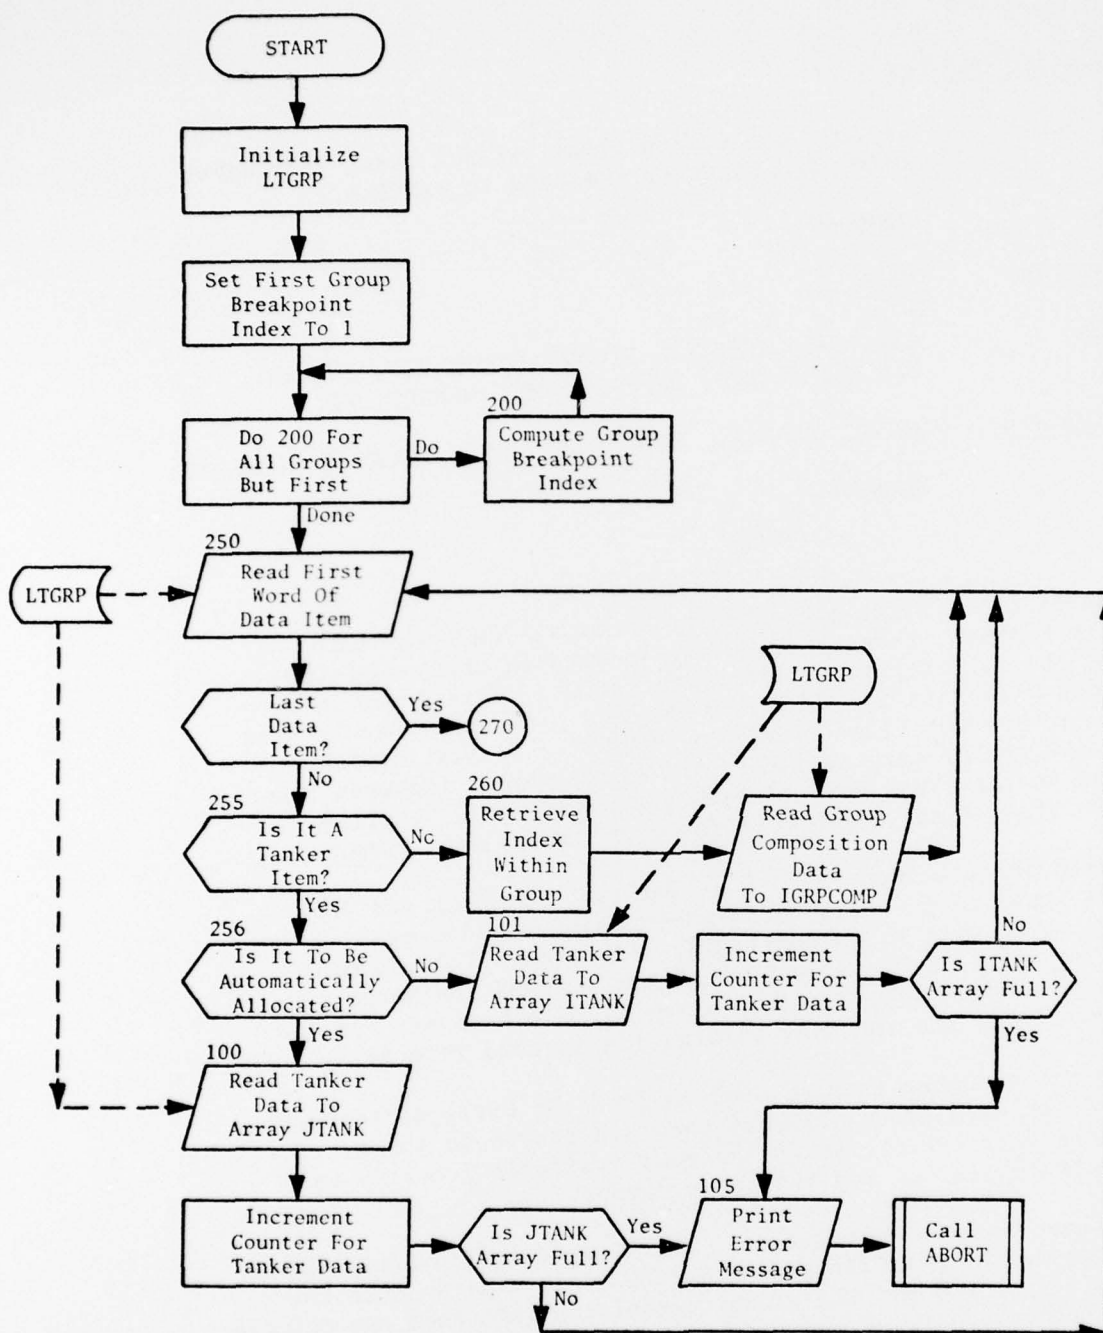 START
Initialize
LTGRP
Set First Group
Breakpoint
Index To 1
200
Do 200 For
All Groups
But First
Do
Compute Group
Breakpoint
Index
Done
250
LTGRP
Read First
Word Of
Data Item
LTGRP
Last
Data
Item?
Yes
270
No
255
260
Is It A
Tanker
Item?
No
Retrieve
Index
Within
Group
Read Group
Composition
Data
To IGRPCOMP
Yes
256
101
Is It To Be
Automatically
Allocated?
No
Read Tanker
Data To
Array ITANK
Increment
Counter For
Tanker Data
No
Is ITANK
Array Full?
Yes
Yes
100
Read Tanker
Data To
Array JTANK
105
Increment
Counter For
Tanker Data
Is JTANK
Array Full?
Yes
Print
Error
Message
Call
ABORT
No